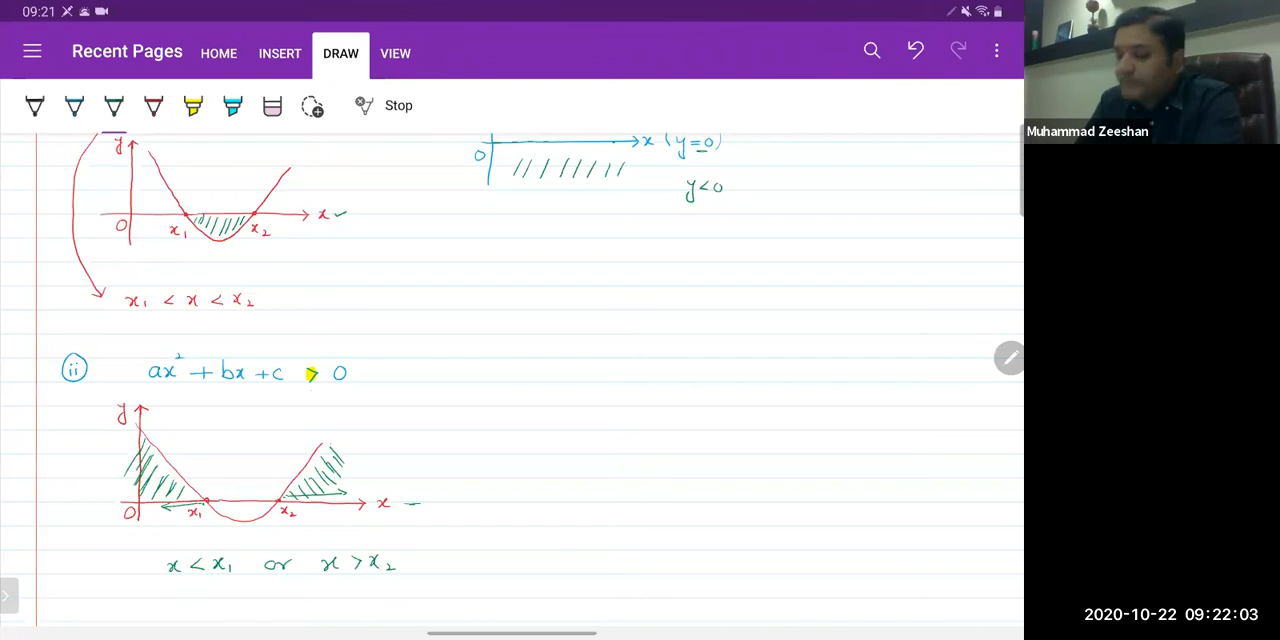 09:21
Recent Pages HOME INSERT DRAW VIEW
Stop
Muhammad Zeeshan
y
0 x (y=0)
y<0
0 x₁ x₂ x
x₁ < x < x₂
ii ax² + bx + c > 0
y
0 x₁ x₂ x
x < x₁ or x > x₂
2020-10-22 09:22:03